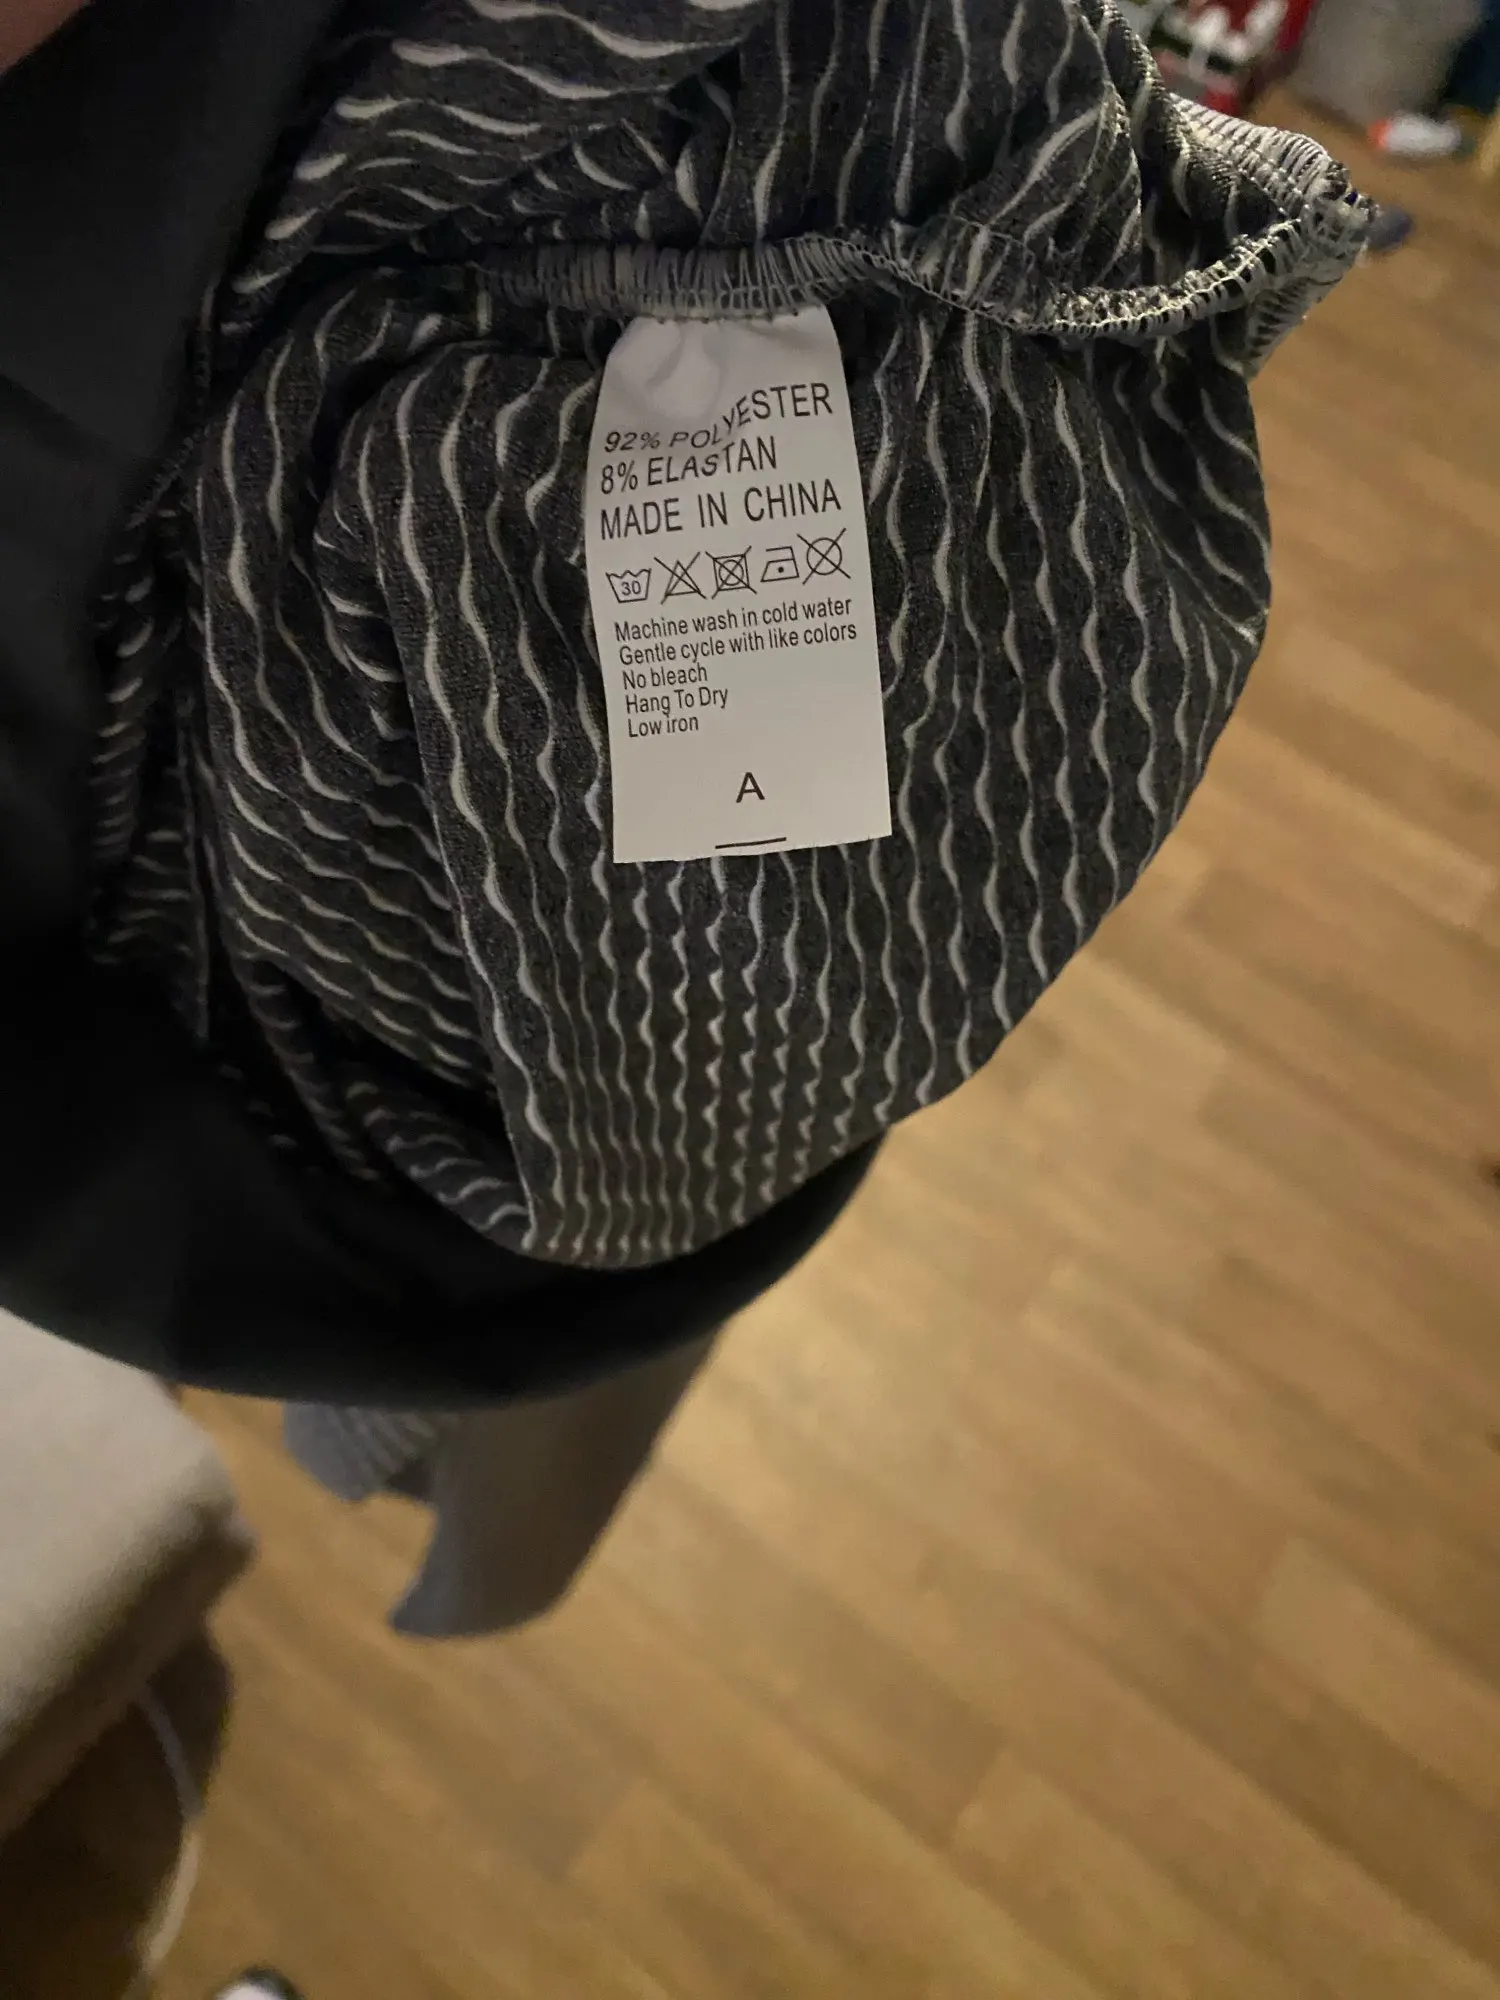 92% POLYESTER
8% ELASTAN
MADE IN CHINA
30
Machine wash in cold water
Gentle cycle with like colors
No bleach
Hang To Dry
Low iron
A